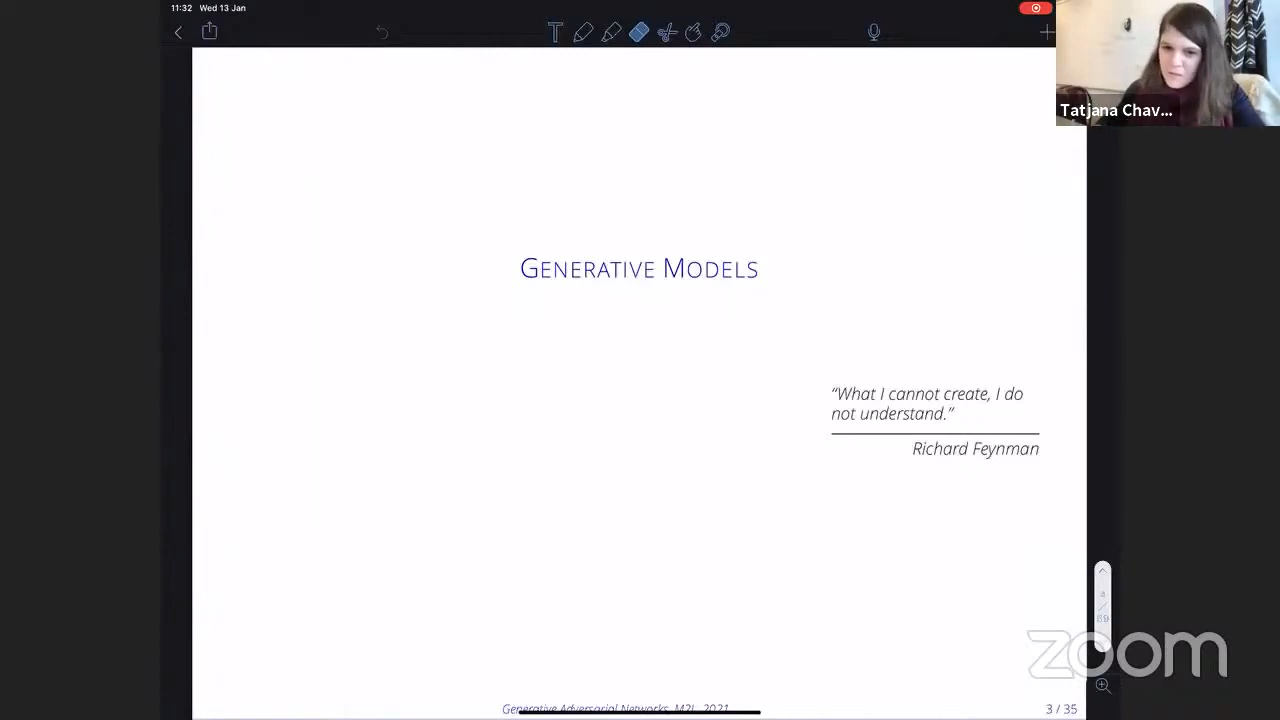 11:32 Wed 13 Jan
T
Tatjana Chav...
GENERATIVE MODELS
“What I cannot create, I do
not understand.”
Richard Feynman
Generative Adversarial Networks, M2L, 2021
3 / 35
zoom